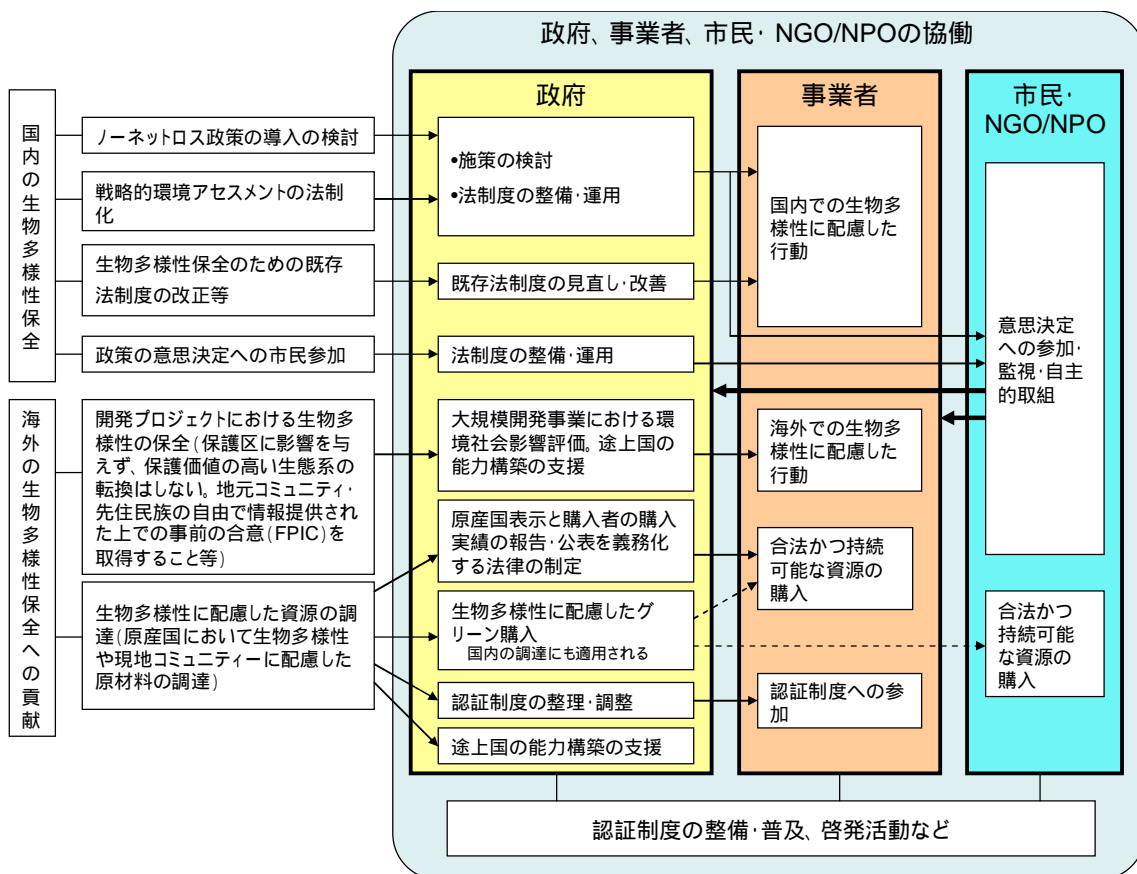 政府、事業者、市民・NGO/NPOの協働
政府
事業者
市民・
NGO/NPO
国内の生物多様性保全
ノーネットロス政策の導入の検討
戦略的環境アセスメントの法制
化
生物多様性保全のための既存
法制度の改正等
政策の意思決定への市民参加
•施策の検討
•法制度の整備・運用
既存法制度の見直し・改善
法制度の整備・運用
国内での生物多
様性に配慮した
行動
意思決定
への参加・
監視・自主
的取組
海外の生物多様性保全への貢献
開発プロジェクトにおける生物多
様性の保全(保護区に影響を与
えず、保護価値の高い生態系の
転換はしない。地元コミュニティ・
先住民族の自由で情報提供され
た上での事前の合意(FPIC)を
取得すること等)
生物多様性に配慮した資源の調
達(原産国において生物多様性
や現地コミュニティーに配慮した
原材料の調達)
大規模開発事業における環
境社会影響評価。途上国の
能力構築の支援
原産国表示と購入者の購入
実績の報告・公表を義務化
する法律の制定
生物多様性に配慮したグ
リーン購入
国内の調達にも適用される
認証制度の整理・調整
途上国の能力構築の支援
海外での生物多
様性に配慮した
行動
合法かつ持続
可能な資源の
購入
認証制度への参
加
合法かつ
持続可能
な資源の
購入
認証制度の整備・普及、啓発活動など